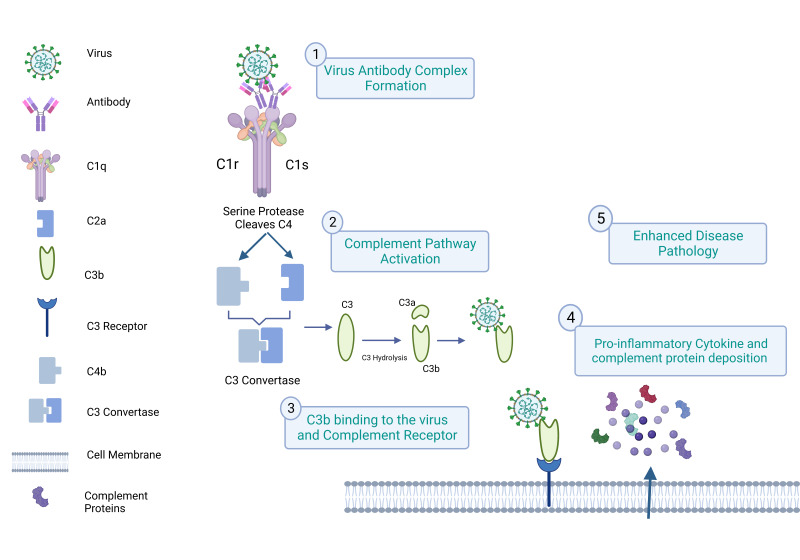 Virus
Antibody
C1q
C2a
C3b
C3 Receptor
C4b
C3 Convertase
Cell Membrane
Complement
Proteins
1
Virus Antibody Complex
Formation
C1r
C1s
Serine Protease
Cleaves C4
2
Complement Pathway
Activation
C3 Convertase
C3
C3 Hydrolysis
C3a
C3b
3
C3b binding to the virus
and Complement Receptor
4
Pro-inflammatory Cytokine and
complement protein deposition
5
Enhanced Disease
Pathology